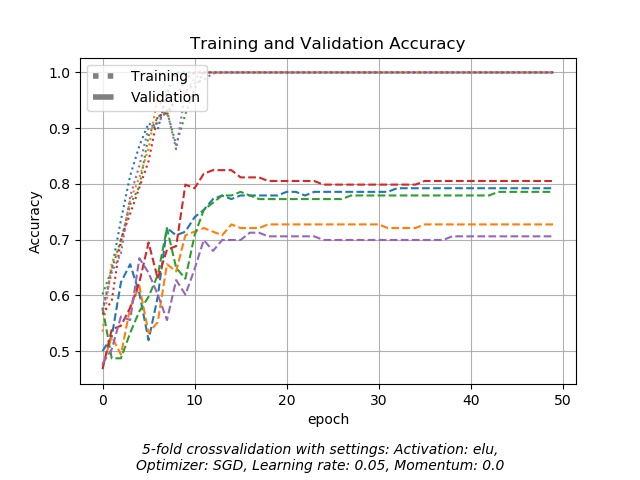 Training and Validation Accuracy
Training
Validation
1.0
0.9
0.8
0.7
0.6
0.5
Accuracy
0 10 20 30 40 50
epoch
5-fold crossvalidation with settings: Activation: elu,
Optimizer: SGD, Learning rate: 0.05, Momentum: 0.0